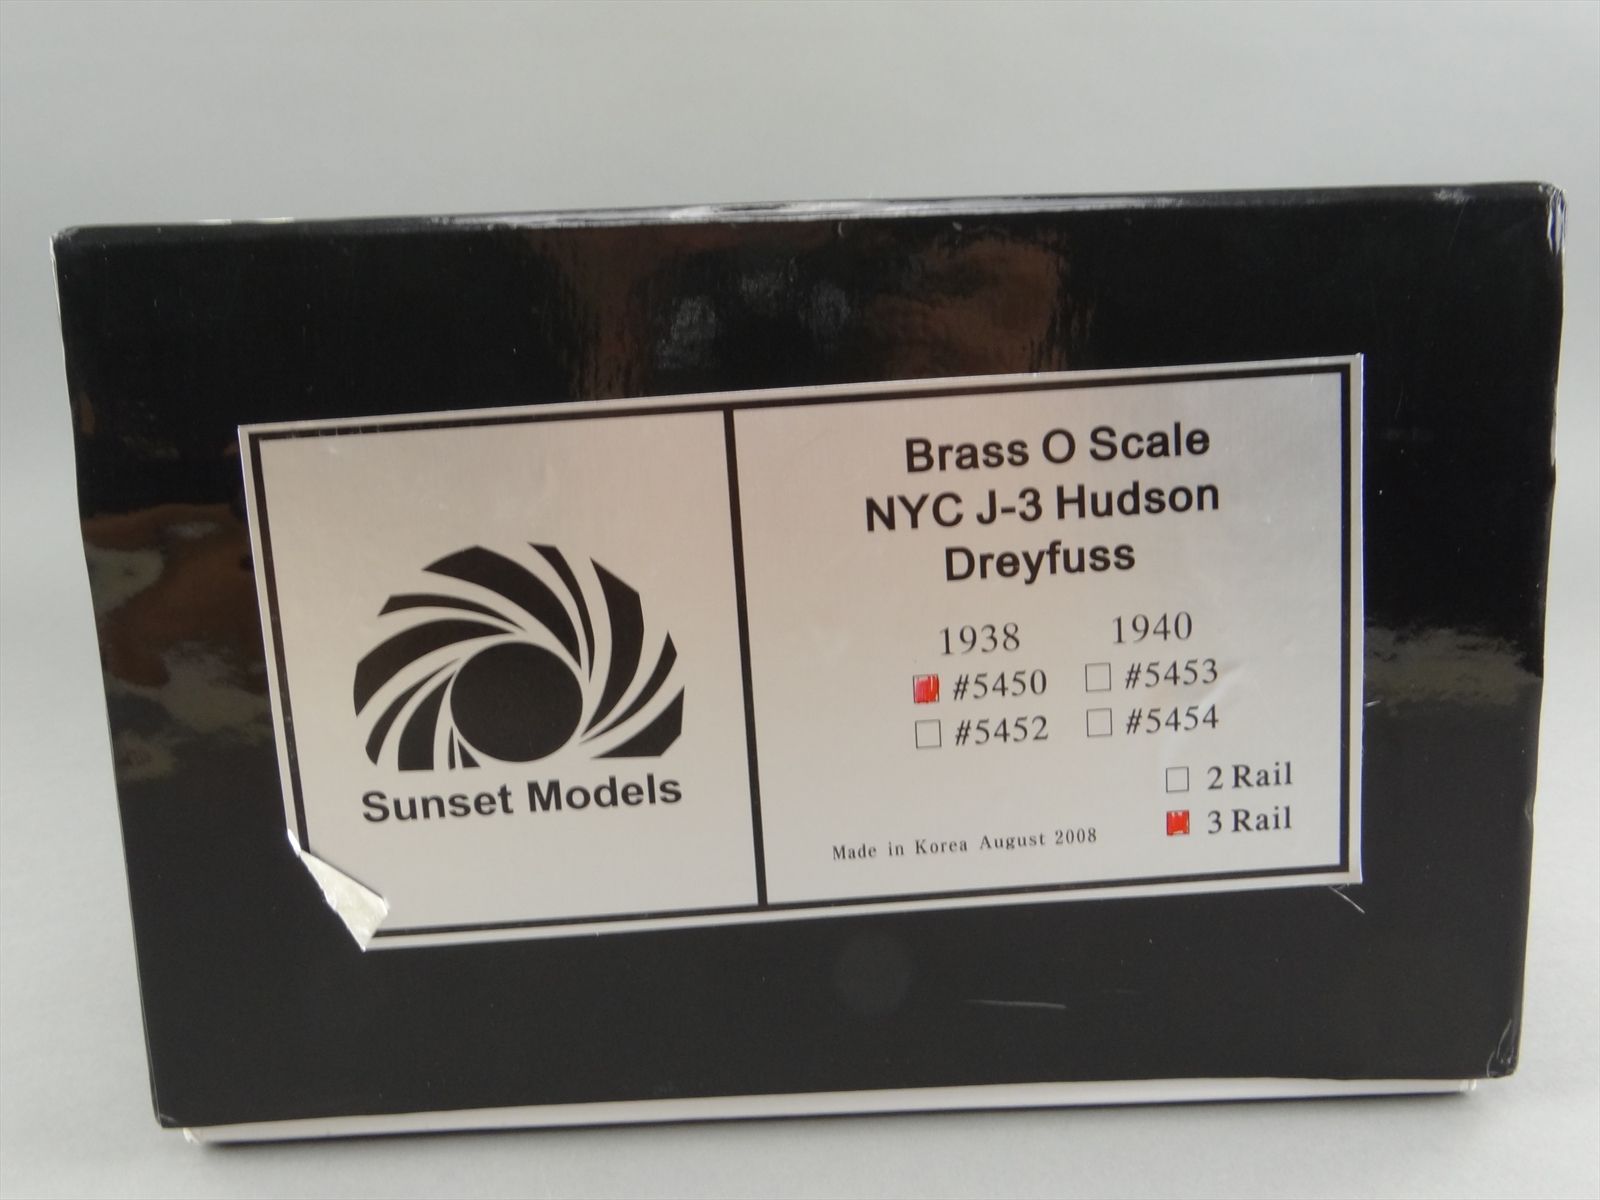 Sunset Models
Brass O Scale
NYC J-3 Hudson
Dreyfuss
1938 1940
#5450 #5453
#5452 #5454
2 Rail
3 Rail
Made in Korea August 2008